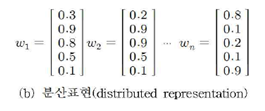 w₁ = [0.3 0.9 0.8 0.5 0.1] w₂ = [0.2 0.9 0.9 0.5 0.1] ⋯ wₙ = [0.8 0.1 0.2 0.1 0.9]
(b) 분산표현(distributed representation)